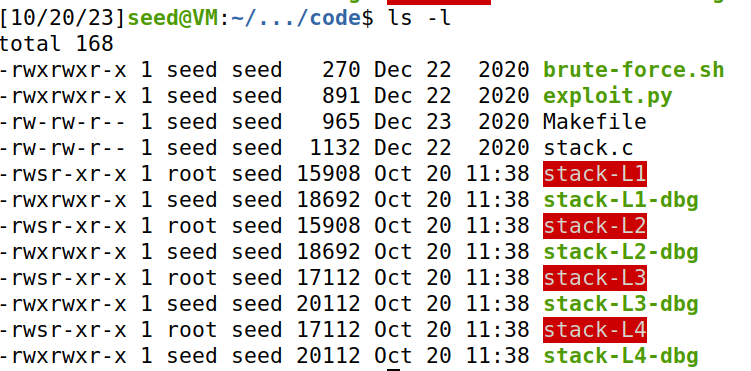 [10/20/23]seed@VM:~/.../code$ ls -l
total 168
-rwxrwxr-x 1 seed seed   270 Dec 22  2020 brute-force.sh
-rwxrwxr-x 1 seed seed   891 Dec 22  2020 exploit.py
-rw-rw-r-- 1 seed seed   965 Dec 23  2020 Makefile
-rw-rw-r-- 1 seed seed  1132 Dec 22  2020 stack.c
-rwsr-xr-x 1 root seed 15908 Oct 20 11:38 stack-L1
-rwxrwxr-x 1 seed seed 18692 Oct 20 11:38 stack-L1-dbg
-rwsr-xr-x 1 root seed 15908 Oct 20 11:38 stack-L2
-rwxrwxr-x 1 seed seed 18692 Oct 20 11:38 stack-L2-dbg
-rwsr-xr-x 1 root seed 17112 Oct 20 11:38 stack-L3
-rwxrwxr-x 1 seed seed 20112 Oct 20 11:38 stack-L3-dbg
-rwsr-xr-x 1 root seed 17112 Oct 20 11:38 stack-L4
-rwxrwxr-x 1 seed seed 20112 Oct 20 11:38 stack-L4-dbg